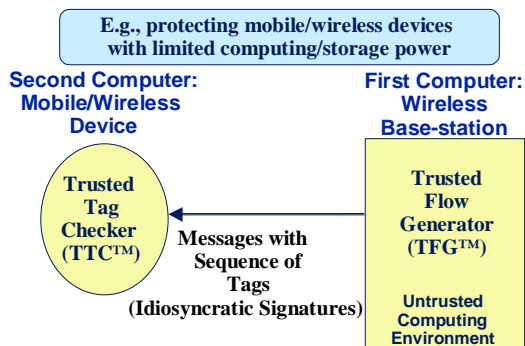 E.g., protecting mobile/wireless devices
with limited computing/storage power
Second Computer:
Mobile/Wireless
Device
First Computer:
Wireless
Base-station
Trusted
Tag
Checker
(TTC™)
Messages with
Sequence of
Tags
(Idiosyncratic Signatures)
Trusted
Flow
Generator
(TFG™)
Untrusted
Computing
Environment